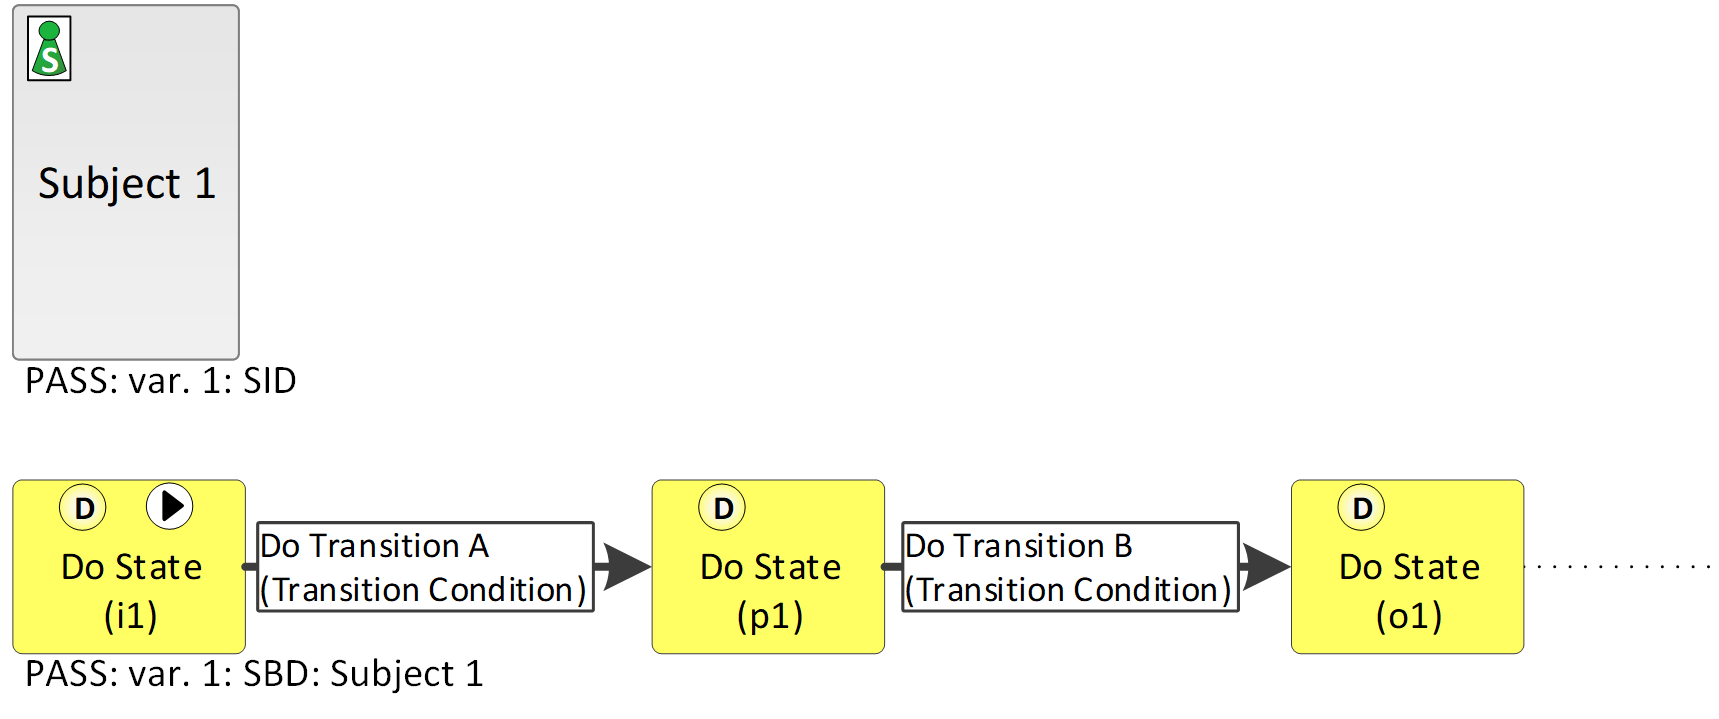 S
Subject 1
PASS: var. 1: SID
D
Do State
(i1)
Do Transition A
(Transition Condition)
D
Do State
(p1)
Do Transition B
(Transition Condition)
D
Do State
(o1)
PASS: var. 1: SBD: Subject 1